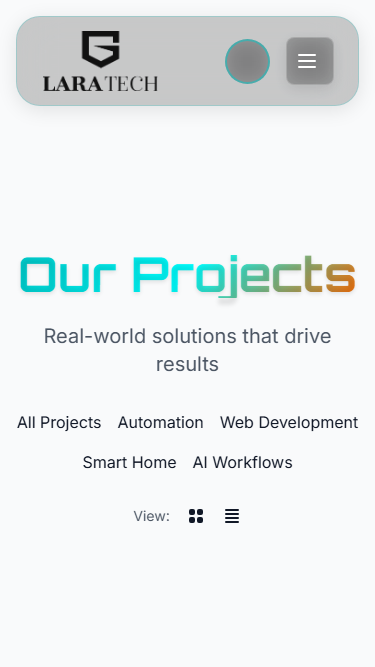 LARATECH
Our Projects
Real-world solutions that drive
results
All Projects Automation Web Development
Smart Home AI Workflows
View: